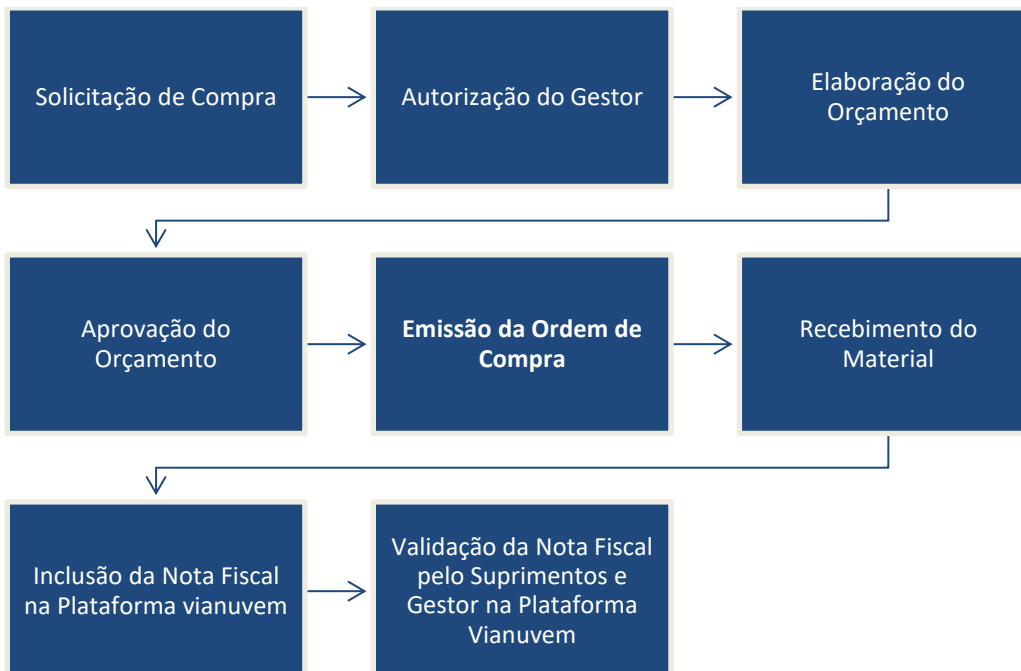 Solicitação de Compra
Autorização do Gestor
Elaboração do
Orçamento
Aprovação do
Orçamento
Emissão da Ordem de
Compra
Recebimento do
Material
Inclusão da Nota Fiscal
na Plataforma vianuvem
Validação da Nota Fiscal
pelo Suprimentos e
Gestor na Plataforma
Vianuvem